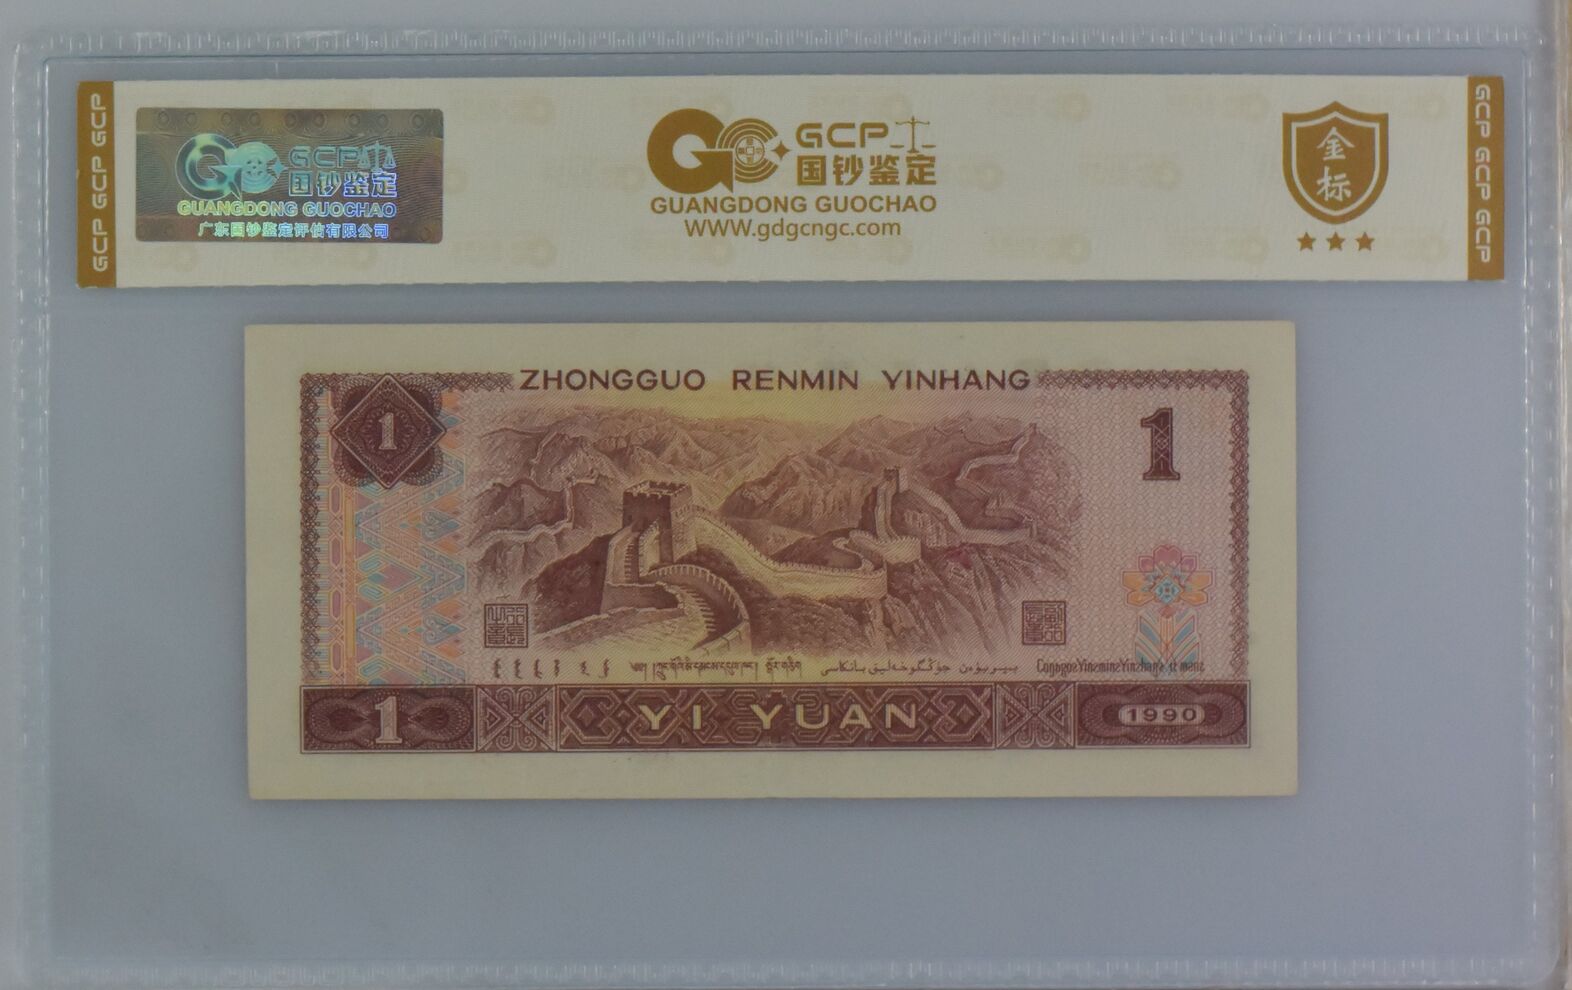 GCP GCP GCP
GCP
国钞鉴定
GUANGDONG GUOCHAO
广东国钞鉴定评估有限公司
GCP
国钞鉴定
GUANGDONG GUOCHAO
WWW.gdgcngc.com
金标
GCP GCP GCP
ZHONGGUO RENMIN YINHANG
1
1
1
YI YUAN
1990